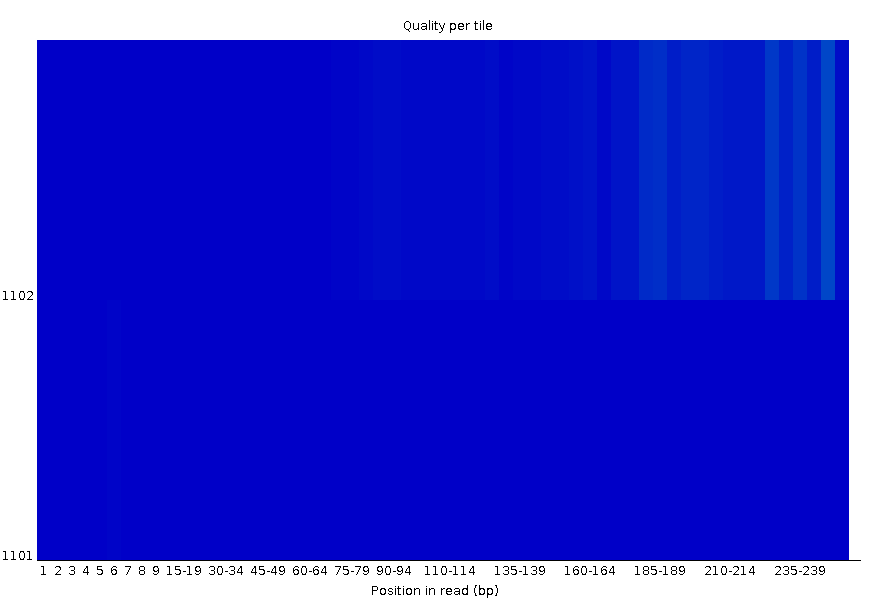 Quality per tile
1102
1101
1 2 3 4 5 6 7 8 9 15-19 30-34 45-49 60-64 75-79 90-94 110-114 135-139 160-164 185-189 210-214 235-239
Position in read (bp)